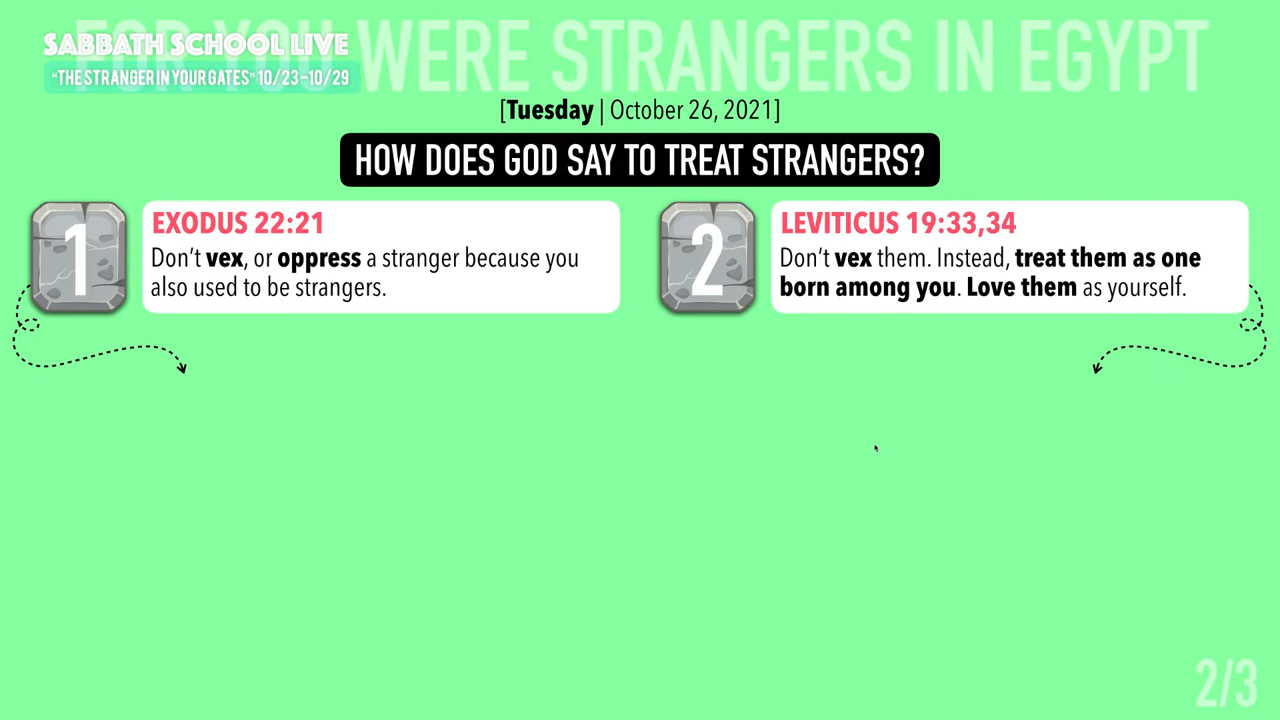 FOR YOU WERE STRANGERS IN EGYPT
SABBATH SCHOOL LIVE
"THE STRANGER IN YOUR GATES" 10/23-10/29
[Tuesday | October 26, 2021]
HOW DOES GOD SAY TO TREAT STRANGERS?
1
EXODUS 22:21
Don't vex, or oppress a stranger because you
also used to be strangers.
2
LEVITICUS 19:33,34
Don't vex them. Instead, treat them as one
born among you. Love them as yourself.
2/3